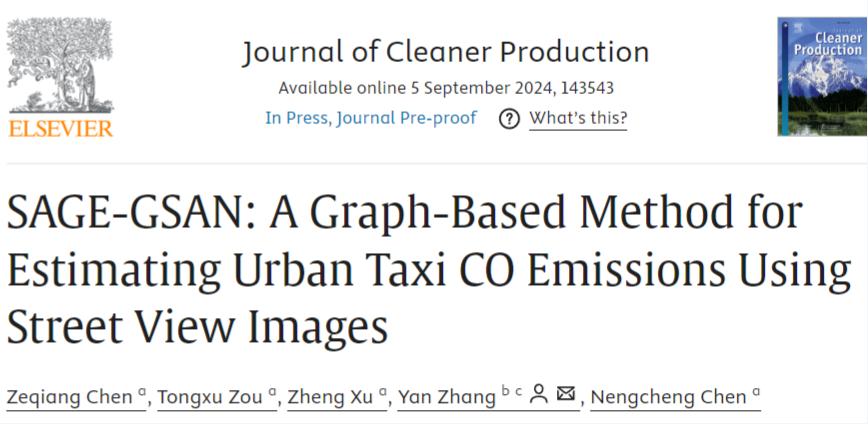 Journal of Cleaner Production
Cleaner
Production
Available online 5 September 2024, 143543
In Press, Journal Pre-proof ? What's this?
ELSEVIER
SAGE-GSAN: A Graph-Based Method for
Estimating Urban Taxi CO Emissions Using
Street View Images
Zeqiang Chen a, Tongxu Zou a, Zheng Xu a, Yan Zhang b c, Nengcheng Chen a